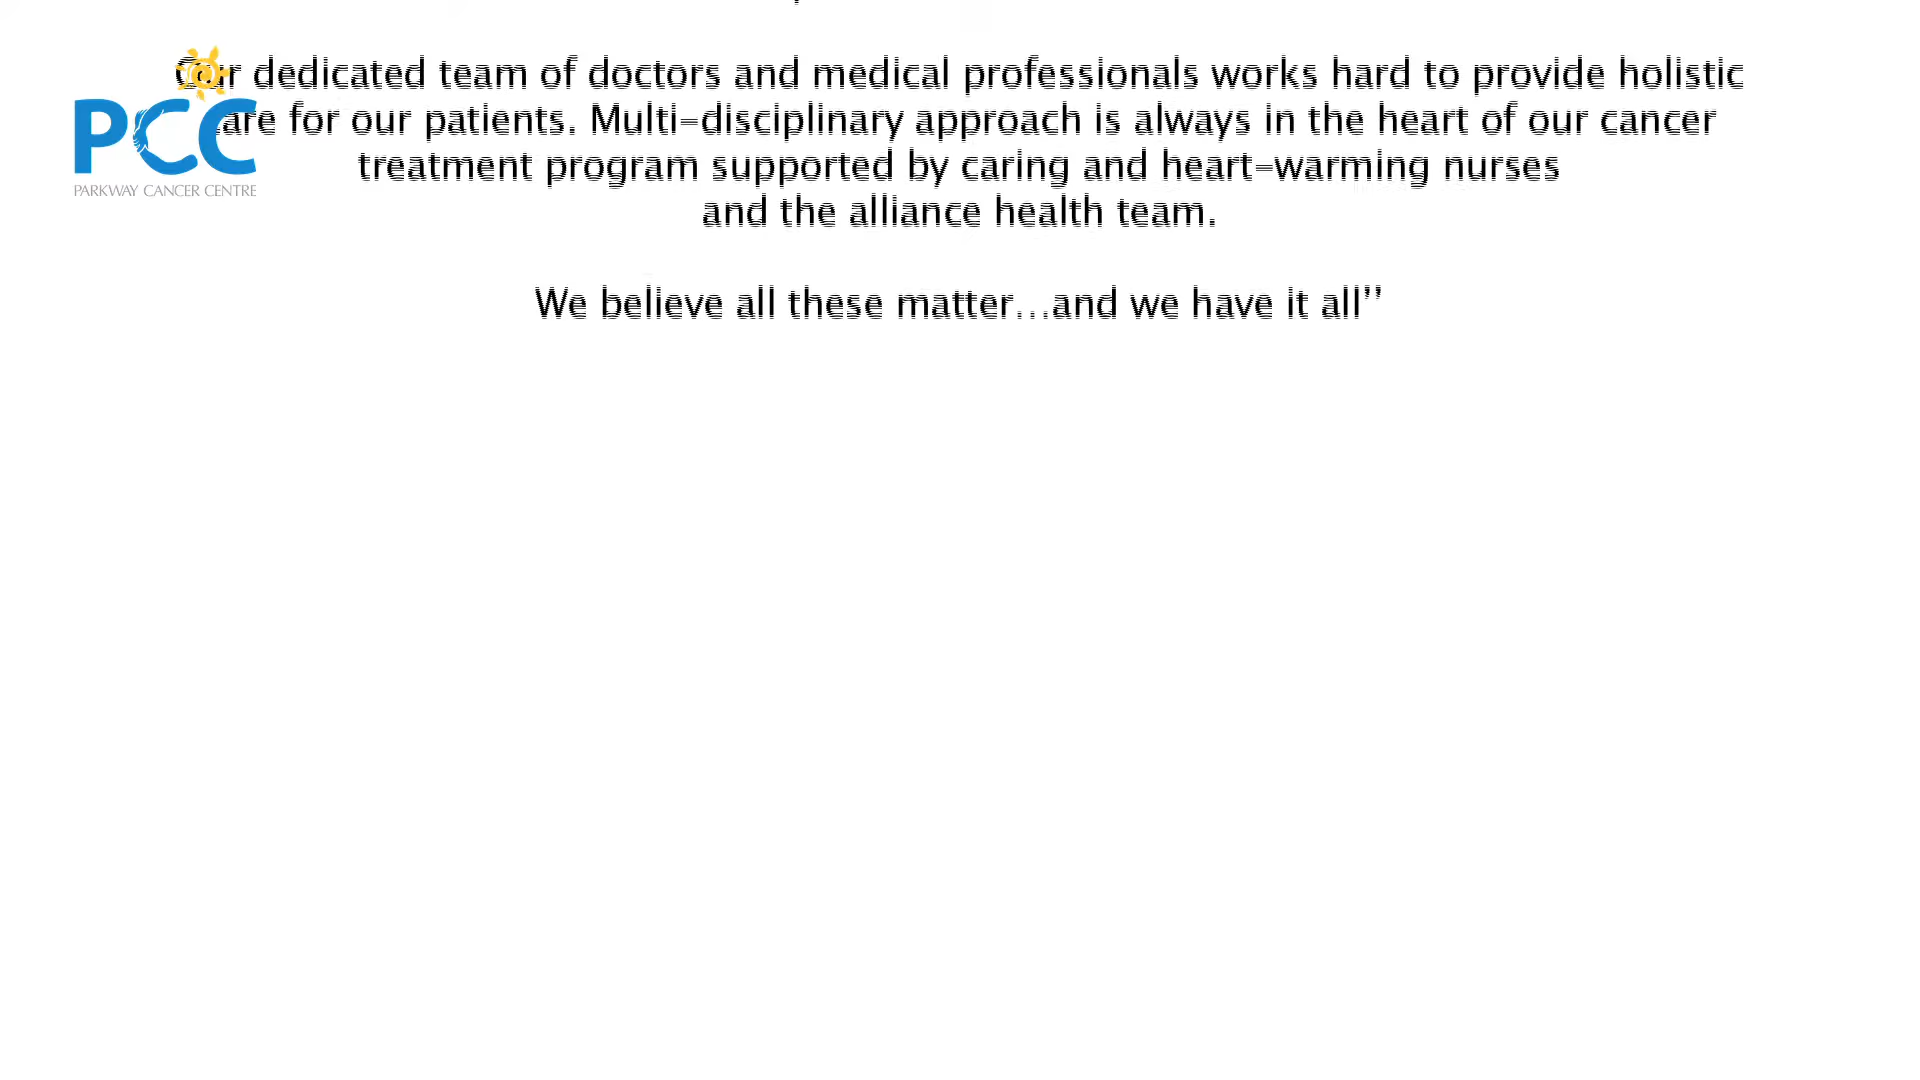 Our dedicated team of doctors and medical professionals works hard to provide holistic
care for our patients. Multi-disciplinary approach is always in the heart of our cancer
treatment program supported by caring and heart-warming nurses
and the alliance health team.
We believe all these matter...and we have it all''
PCC
PARKWAY CANCER CENTRE